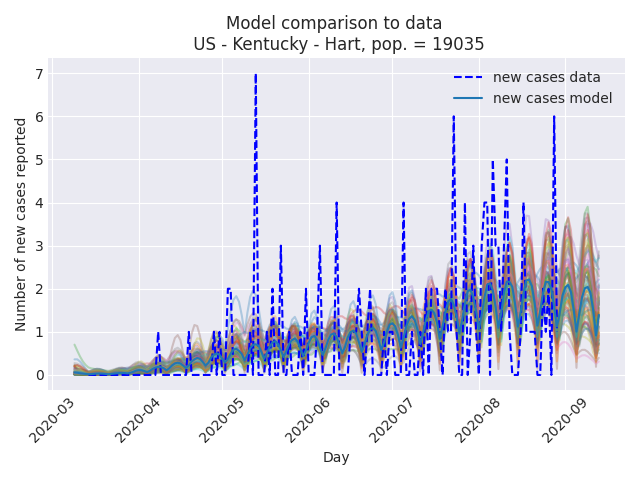 Model comparison to data
US - Kentucky - Hart, pop. = 19035
new cases data
new cases model
Number of new cases reported
7
6
5
4
3
2
1
0
2020-03
2020-04
2020-05
2020-06
2020-07
2020-08
2020-09
Day